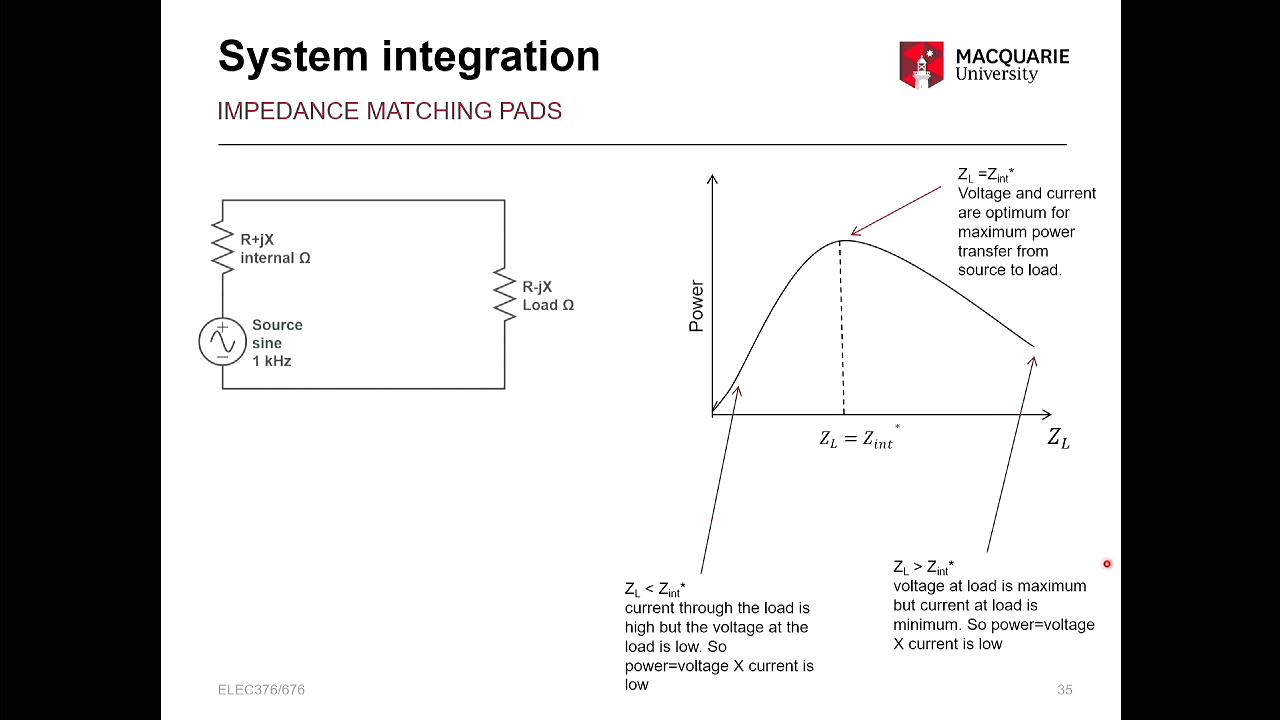 System integration
MACQUARIE
University
IMPEDANCE MATCHING PADS
R+jX
internal Ω
Source
sine
1 kHz
R-jX
Load Ω
Power
Z_L =Z_int*
Voltage and current
are optimum for
maximum power
transfer from
source to load.
Z_L = Z_int*
Z_L
Z_L < Z_int*
current through the load is
high but the voltage at the
load is low. So
power=voltage X current is
low
Z_L > Z_int*
voltage at load is maximum
but current at load is
minimum. So power=voltage
X current is low
ELEC376/676
35